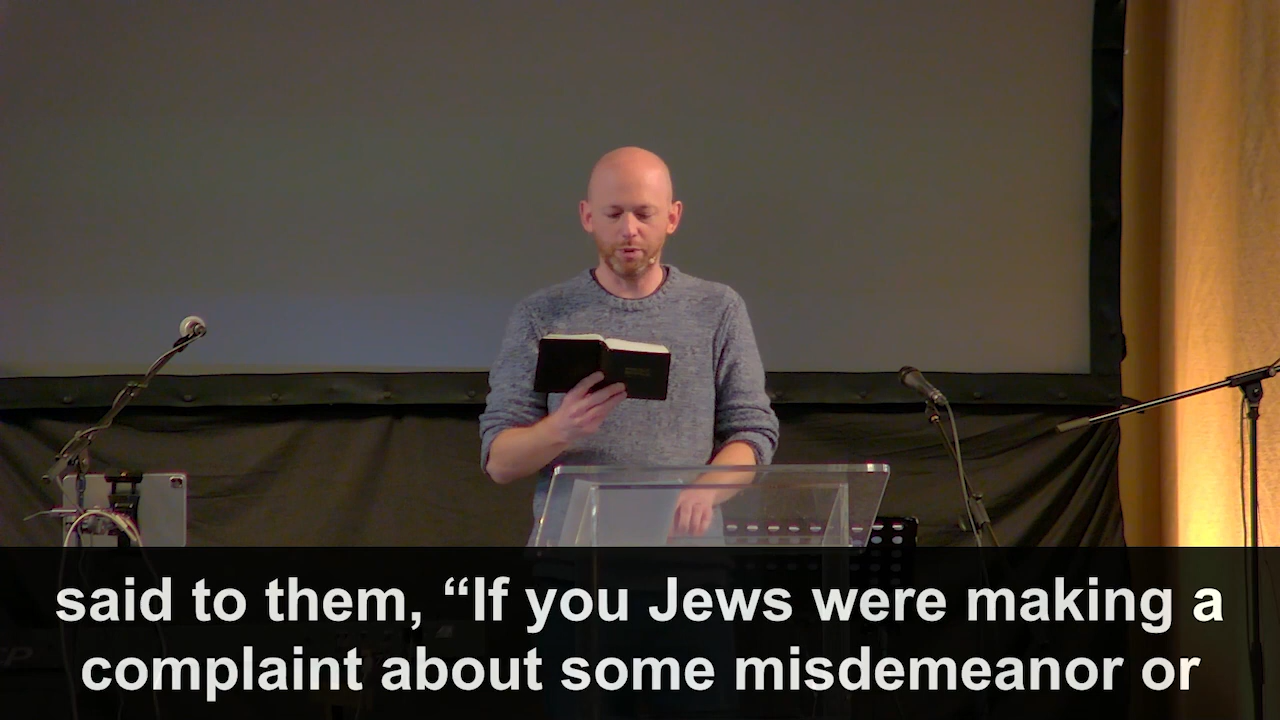 said to them, “If you Jews were making a
complaint about some misdemeanor or